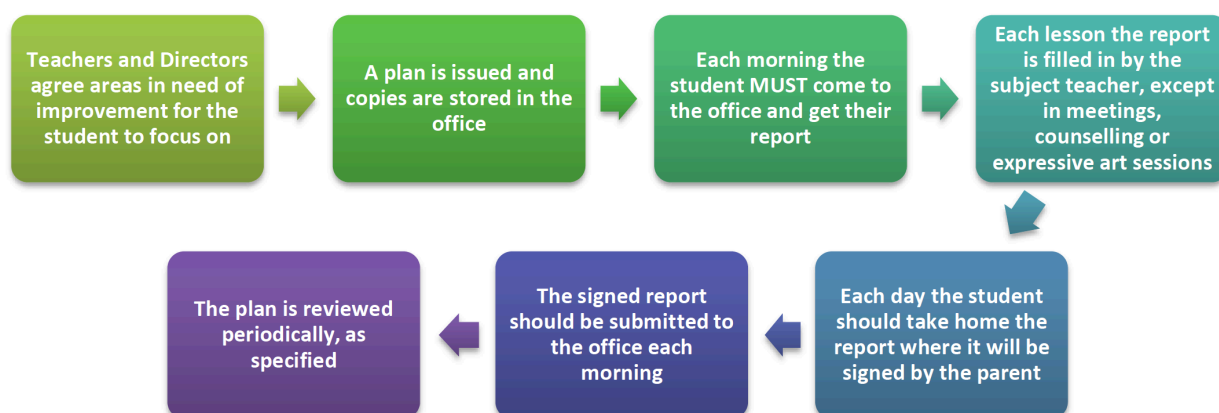 Teachers and Directors
agree areas in need of
improvement for the
student to focus on
A plan is issued and
copies are stored in the
office
Each morning the
student MUST come to
the office and get their
report
Each lesson the report
is filled in by the
subject teacher, except
in meetings,
counselling or
expressive art sessions
Each day the student
should take home the
report where it will be
signed by the parent
The signed report
should be submitted to
the office each
morning
The plan is reviewed
periodically, as
specified